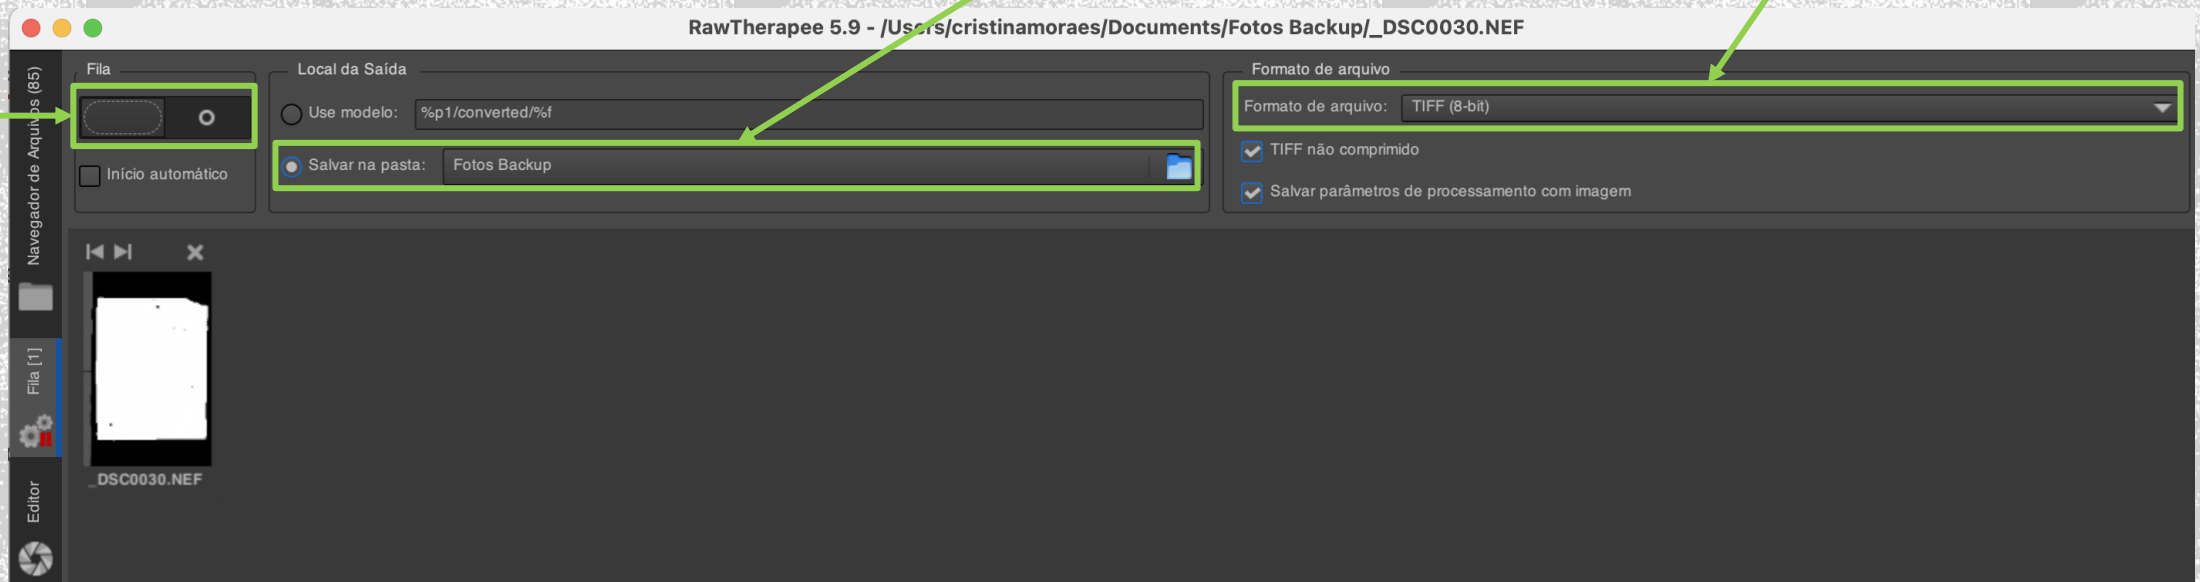 RawTherapee 5.9 - /Users/cristinamoraes/Documents/Fotos Backup/_DSC0030.NEF
Navegador de Arquivos (85)
Fila [1]
Editor
Fila
Início automático
Local da Saída
Use modelo: %p1/converted/%f
Salvar na pasta: Fotos Backup
Formato de arquivo
Formato de arquivo: TIFF (8-bit)
TIFF não comprimido
Salvar parâmetros de processamento com imagem
_DSC0030.NEF